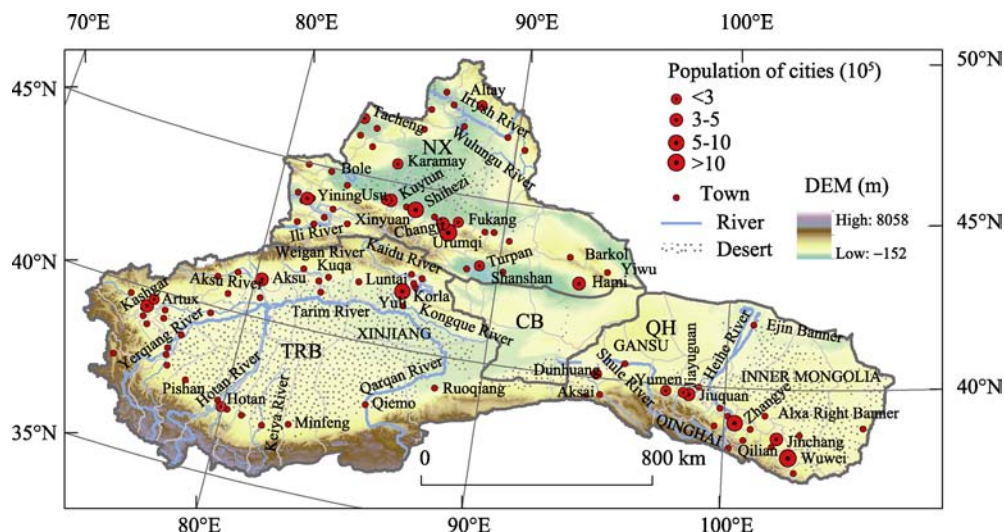 70°E
80°E
90°E
100°E
50°N
45°N
Population of cities (10⁵)
<3
3-5
5-10
>10
Town
River
Desert
DEM (m)
High: 8058
Low: −152
Altay
Irtysh River
Tacheng
Wulungu River
NX
Karamay
Bole
Kuytun
Shihezi
Yining
Usu
Fukang
Ili River
Xinyuan
Changji
Urumqi
45°N
40°N
Weigan River
Kaidu River
Turpan
Barkol
Yiwu
Shanshan
Hami
Kashgar
Artux
Aksu River
Aksu
Kuqa
Luntai
Korla
Yuli
Tarim River
Kongque River
XINJIANG
CB
QH
GANSU
Ejin Banner
Heihe River
Yerqiang River
TRB
Dunhuang
Shule River
Jiayuguan
INNER MONGOLIA
Yumen
Jiuquan
40°N
Pishan
Hotan River
Hotan
Keiya River
Qarqan River
Ruoqiang
Qiemo
Minfeng
Aksai
Zhangye
Alxa Right Banner
QINGHAI
Qilian
Jinchang
Wuwei
35°N
0
800 km
80°E
90°E
100°E